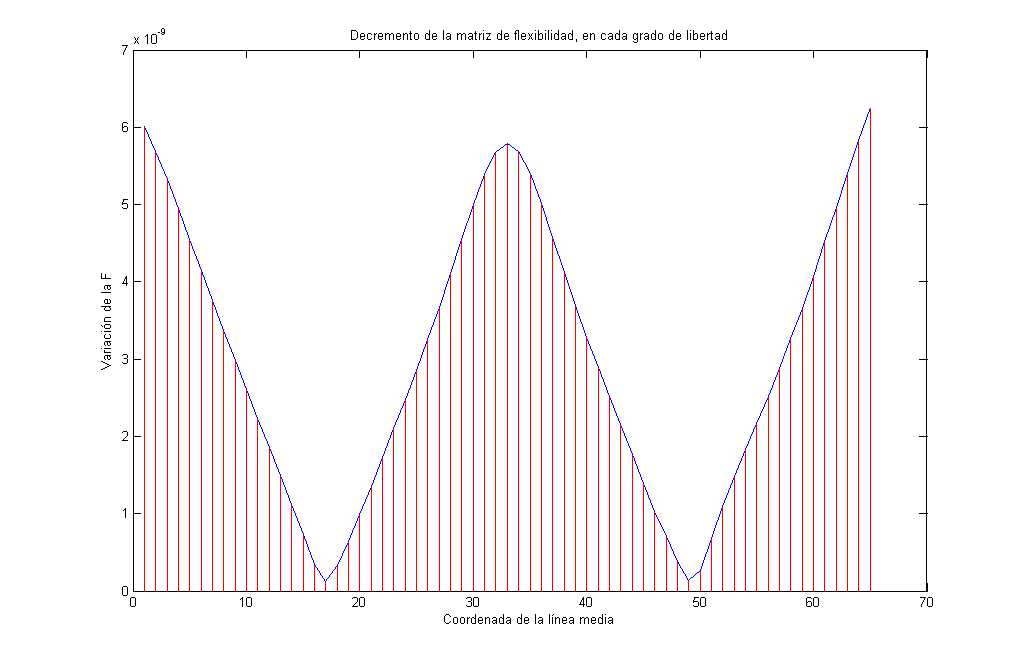 Decremento de la matriz de flexibilidad, en cada grado de libertad
x 10^-9
7
6
5
4
3
2
1
0
Variación de la F
0 10 20 30 40 50 60 70
Coordenada de la línea media